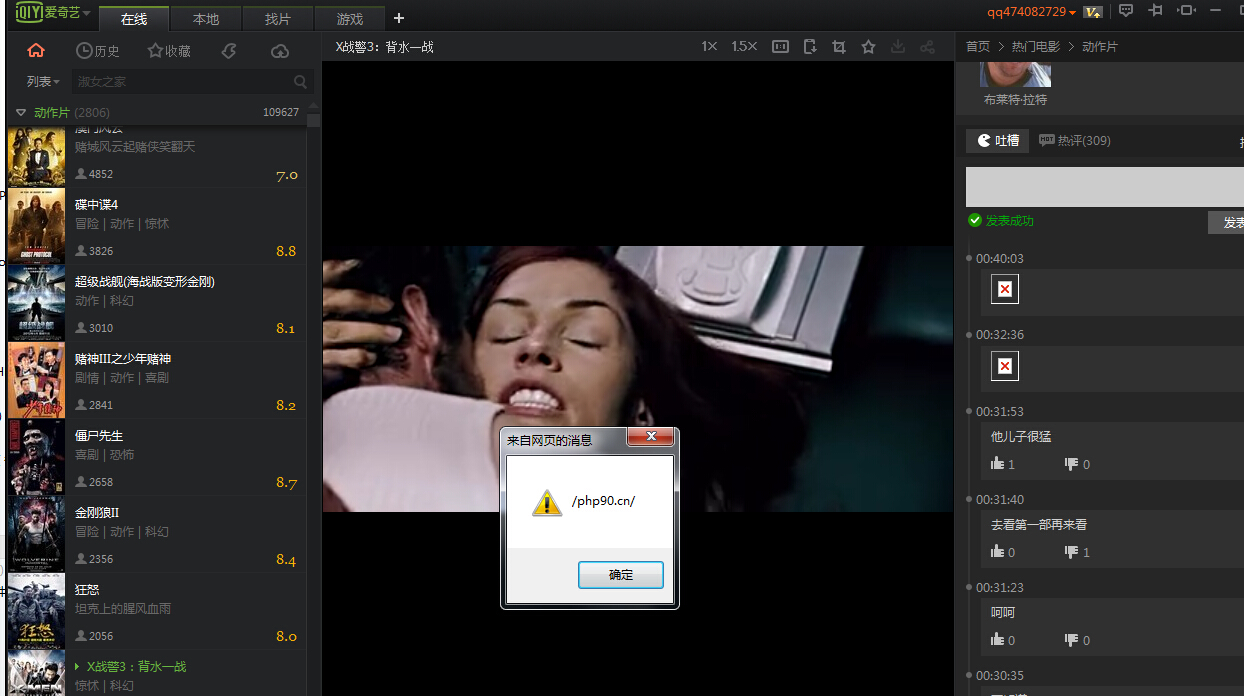 iQIYI 爱奇艺
在线 本地 找片 游戏 +
qq474082729
V
历史 收藏
列表 淑女之家
动作片 (2806) 109627
赌城风云起赌侠笑翻天
4852 7.0
碟中谍4
冒险 | 动作 | 惊怵
3826 8.8
超级战舰(海战版变形金刚)
动作 | 科幻
3010 8.1
赌神III之少年赌神
剧情 | 动作 | 喜剧
2841 8.2
僵尸先生
喜剧 | 恐怖
2658 8.7
金刚狼II
冒险 | 动作 | 科幻
2356 8.4
狂怒
坦克上的腥风血雨
2056 8.0
X战警3：背水一战
惊怵 | 科幻
X战警3：背水一战
1× 1.5×
来自网页的消息
/php90.cn/
确定
首页 > 热门电影 > 动作片
布莱特·拉特
吐槽 热评(309)
发表成功
发表
00:40:03
00:32:36
00:31:53
他儿子很猛
1 0
00:31:40
去看第一部再来看
0 1
00:31:23
呵呵
0 0
00:30:35